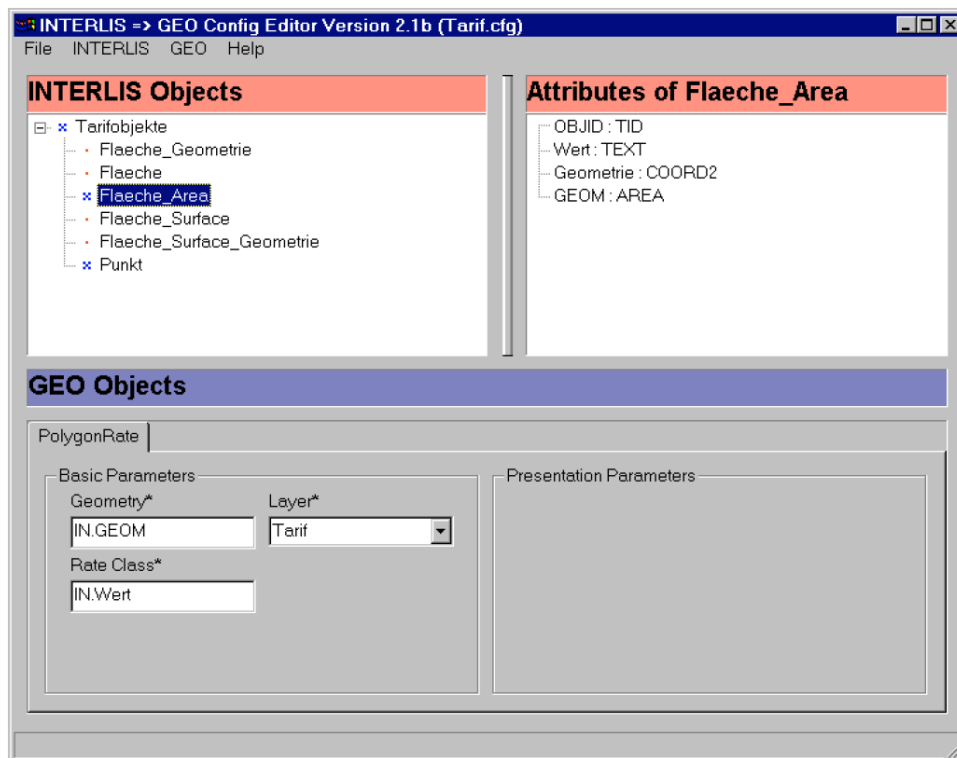 INTERLIS => GEO Config Editor Version 2.1b (Tarif.cfg)
File INTERLIS GEO Help
INTERLIS Objects
Tarifobjekte
Flaeche_Geometrie
Flaeche
Flaeche_Area
Flaeche_Surface
Flaeche_Surface_Geometrie
Punkt
Attributes of Flaeche_Area
OBJID : TID
Wert : TEXT
Geometrie : COORD2
GEOM : AREA
GEO Objects
PolygonRate
Basic Parameters
Geometry* Layer*
IN.GEOM Tarif
Rate Class*
IN.Wert
Presentation Parameters